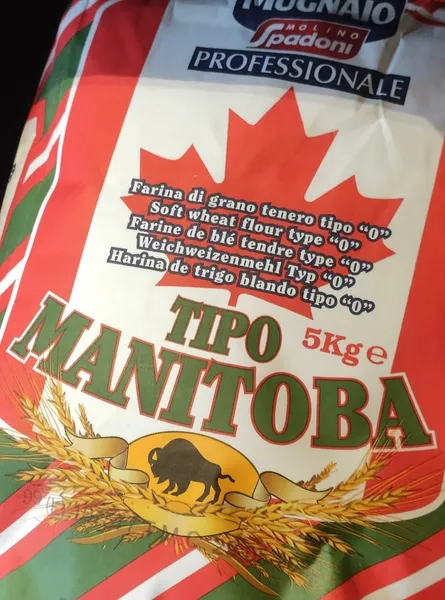 MUGNAIO
MOLINO
Spadoni
PROFESSIONALE
Farina di grano tenero tipo “0”
Soft wheat flour type “0”
Farine de blé tendre type “0”
Weichweizenmehl Typ “0”
Harina de trigo blando tipo “0”
TIPO
5Kg e
MANITOBA